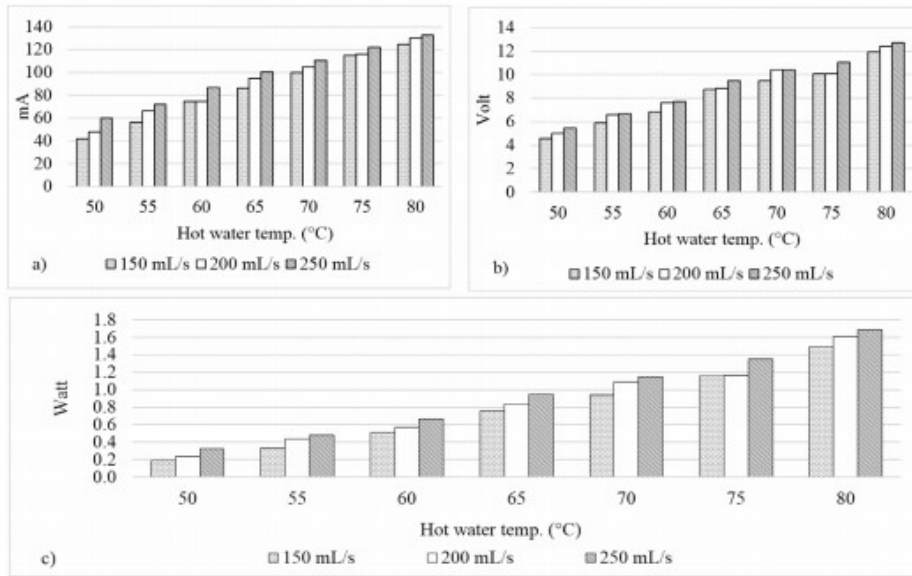 140
120
100
80
60
40
20
0
mA
50 55 60 65 70 75 80
Hot water temp. (°C)
a)
150 mL/s 200 mL/s 250 mL/s
14
12
10
8
6
4
2
0
Volt
50 55 60 65 70 75 80
Hot water temp. (°C)
b)
150 mL/s 200 mL/s 250 mL/s
1.8
1.6
1.4
1.2
1.0
0.8
0.6
0.4
0.2
0.0
Watt
50 55 60 65 70 75 80
Hot water temp. (°C)
c)
150 mL/s 200 mL/s 250 mL/s